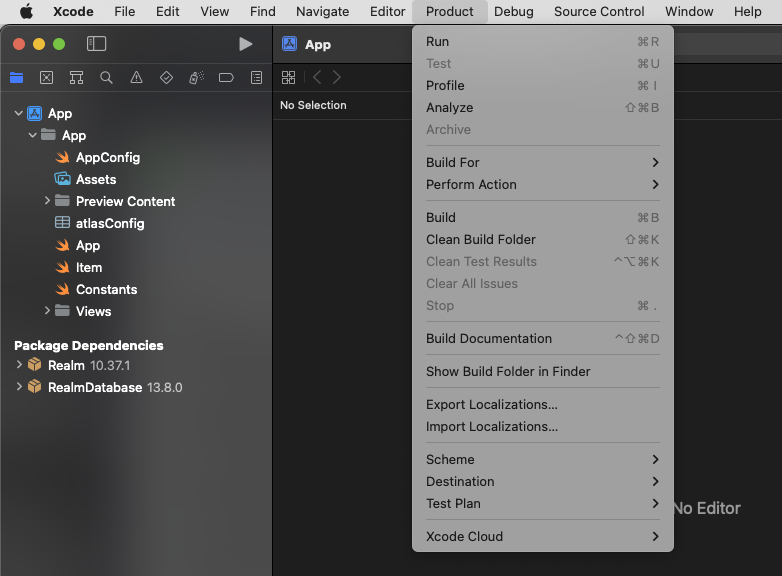 Xcode File Edit View Find Navigate Editor Product Debug Source Control Window Help
App
No Selection
App
App
AppConfig
Assets
Preview Content
atlasConfig
App
Item
Constants
Views
Package Dependencies
Realm 10.37.1
RealmDatabase 13.8.0
Run ⌘R
Test ⌘U
Profile ⌘I
Analyze ⇧⌘B
Archive
Build For
Perform Action
Build ⌘B
Clean Build Folder ⇧⌘K
Clean Test Results ^⌥⌘K
Clear All Issues
Stop ⌘.
Build Documentation ^⇧⌘D
Show Build Folder in Finder
Export Localizations...
Import Localizations...
Scheme
Destination
Test Plan
Xcode Cloud
No Editor